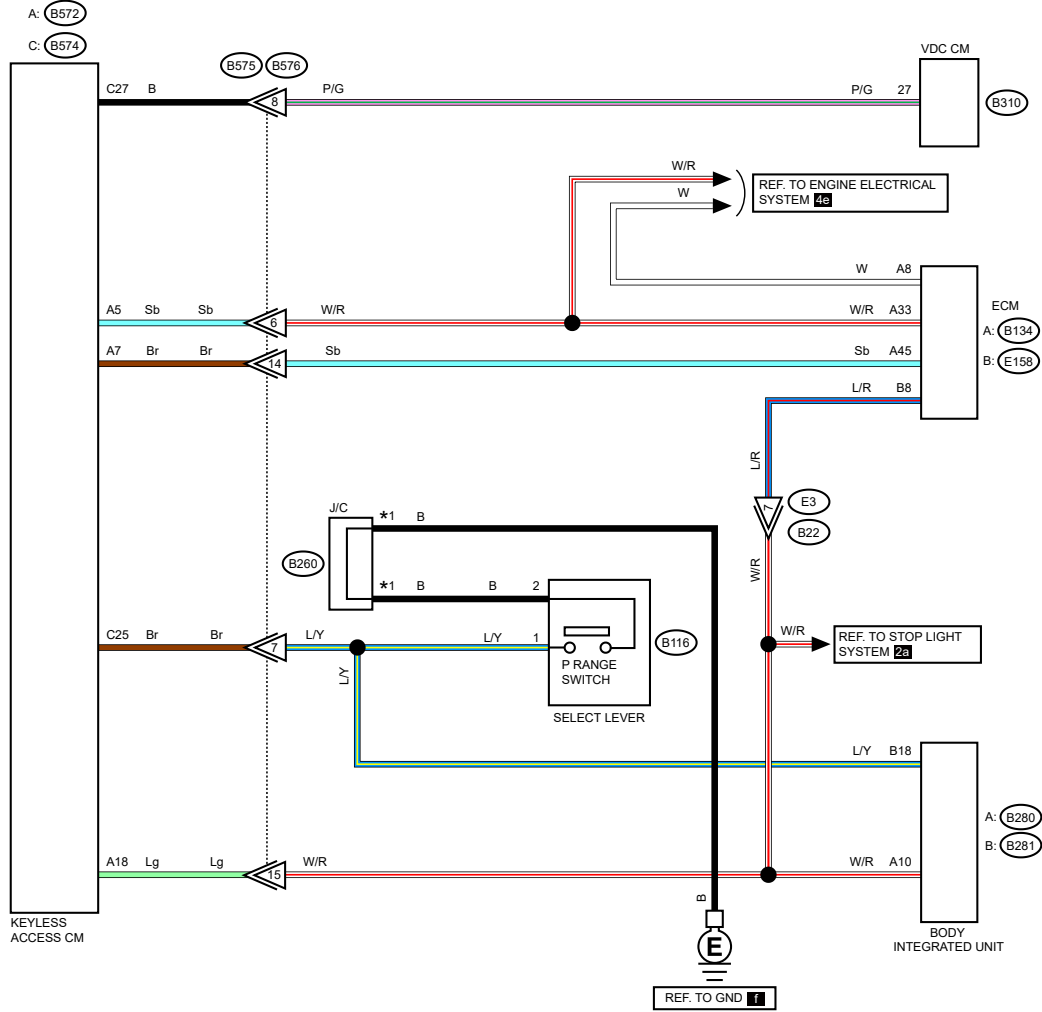 A: B572
C: B574
B575 B576
VDC CM
C27 B
8
P/G
P/G 27
B310
W/R
W
REF. TO ENGINE ELECTRICAL
SYSTEM 4e
W A8
A5 Sb Sb
6
W/R
W/R A33
ECM
A: B134
A7 Br Br
14
Sb
Sb A45
B: E158
L/R B8
L/R
7
E3
B22
J/C
*1 B
W/R
B260
*1 B B 2
C25 Br Br
7
L/Y
L/Y 1
B116
W/R
REF. TO STOP LIGHT
SYSTEM 2a
P RANGE
SWITCH
L/Y
SELECT LEVER
L/Y B18
A: B280
B: B281
A18 Lg Lg
15
W/R
W/R A10
B
KEYLESS
ACCESS CM
BODY
INTEGRATED UNIT
E
REF. TO GND f